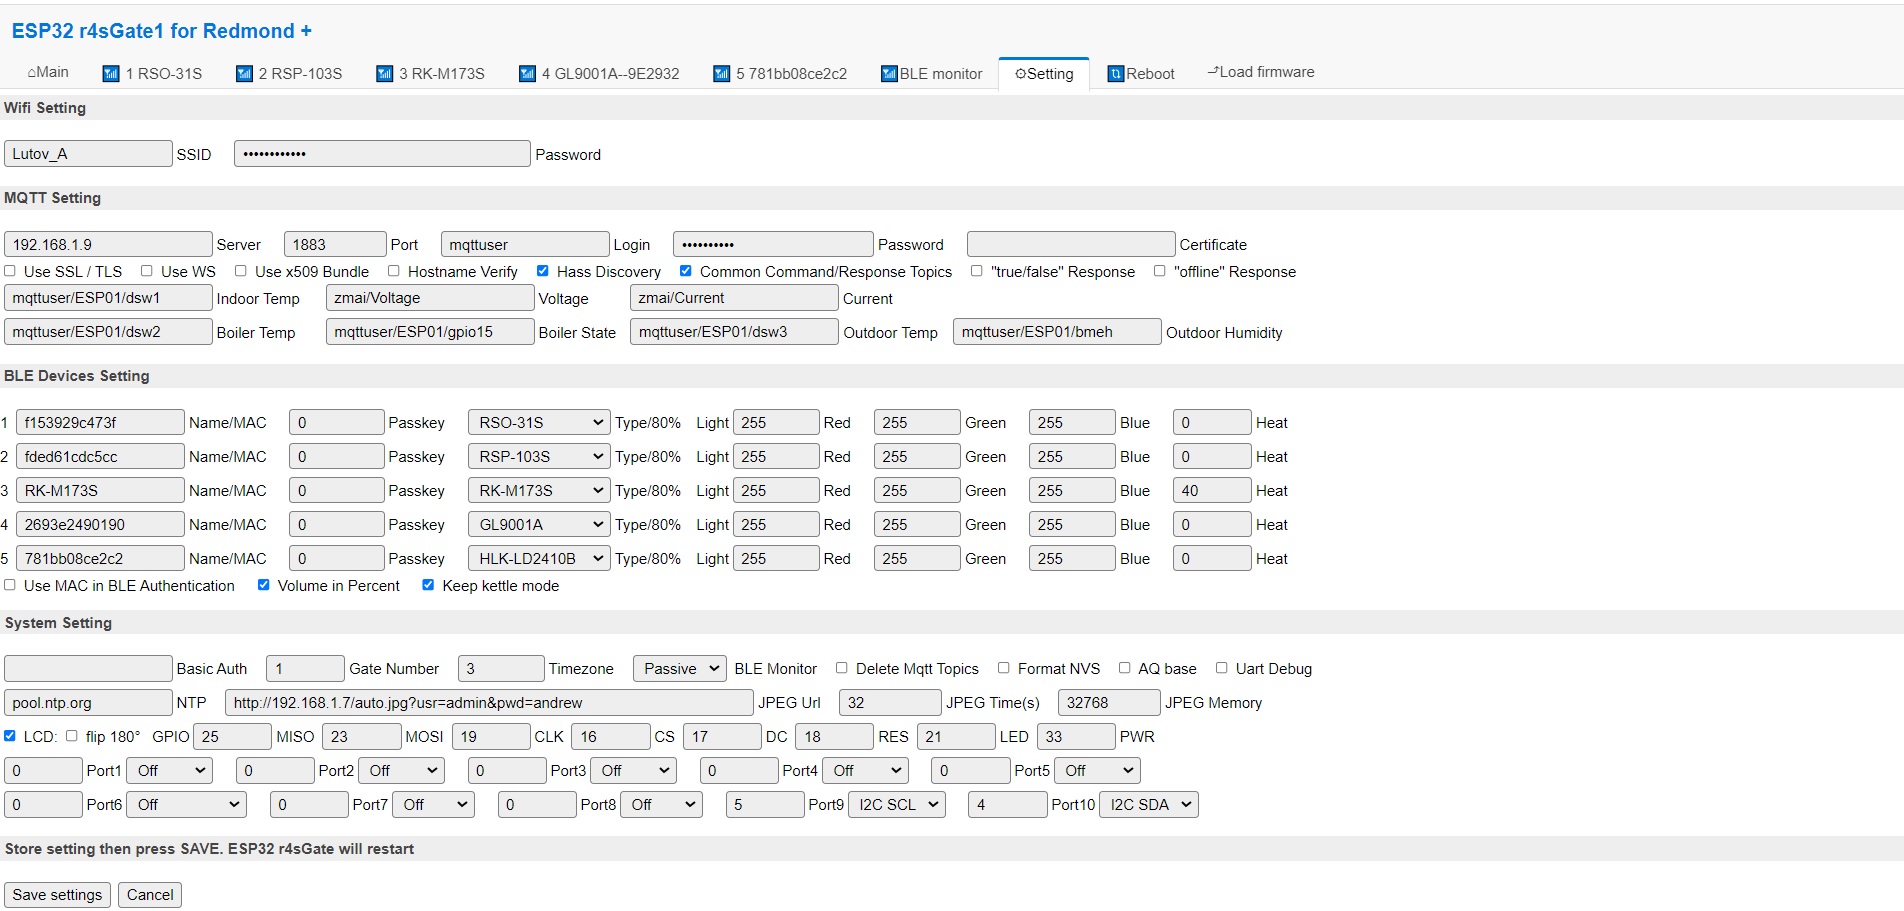 ESP32 r4sGate1 for Redmond +
⌂Main 1 RSO-31S 2 RSP-103S 3 RK-M173S 4 GL9001A--9E2932 5 781bb08ce2c2 BLE monitor ⚙Setting Reboot Load firmware
Wifi Setting
Lutov_A SSID •••••••••••• Password
MQTT Setting
192.168.1.9 Server 1883 Port mqttuser Login •••••••••• Password Certificate
Use SSL / TLS Use WS Use x509 Bundle Hostname Verify Hass Discovery Common Command/Response Topics "true/false" Response "offline" Response
mqttuser/ESP01/dsw1 Indoor Temp zmai/Voltage Voltage zmai/Current Current
mqttuser/ESP01/dsw2 Boiler Temp mqttuser/ESP01/gpio15 Boiler State mqttuser/ESP01/dsw3 Outdoor Temp mqttuser/ESP01/bmeh Outdoor Humidity
BLE Devices Setting
1 f153929c473f Name/MAC 0 Passkey RSO-31S Type/80% Light 255 Red 255 Green 255 Blue 0 Heat
2 fded61cdc5cc Name/MAC 0 Passkey RSP-103S Type/80% Light 255 Red 255 Green 255 Blue 0 Heat
3 RK-M173S Name/MAC 0 Passkey RK-M173S Type/80% Light 255 Red 255 Green 255 Blue 40 Heat
4 2693e2490190 Name/MAC 0 Passkey GL9001A Type/80% Light 255 Red 255 Green 255 Blue 0 Heat
5 781bb08ce2c2 Name/MAC 0 Passkey HLK-LD2410B Type/80% Light 255 Red 255 Green 255 Blue 0 Heat
Use MAC in BLE Authentication Volume in Percent Keep kettle mode
System Setting
Basic Auth 1 Gate Number 3 Timezone Passive BLE Monitor Delete Mqtt Topics Format NVS AQ base Uart Debug
pool.ntp.org NTP http://192.168.1.7/auto.jpg?usr=admin&pwd=andrew JPEG Url 32 JPEG Time(s) 32768 JPEG Memory
LCD: flip 180° GPIO 25 MISO 23 MOSI 19 CLK 16 CS 17 DC 18 RES 21 LED 33 PWR
0 Port1 Off 0 Port2 Off 0 Port3 Off 0 Port4 Off 0 Port5 Off
0 Port6 Off 0 Port7 Off 0 Port8 Off 5 Port9 I2C SCL 4 Port10 I2C SDA
Store setting then press SAVE. ESP32 r4sGate will restart
Save settings Cancel